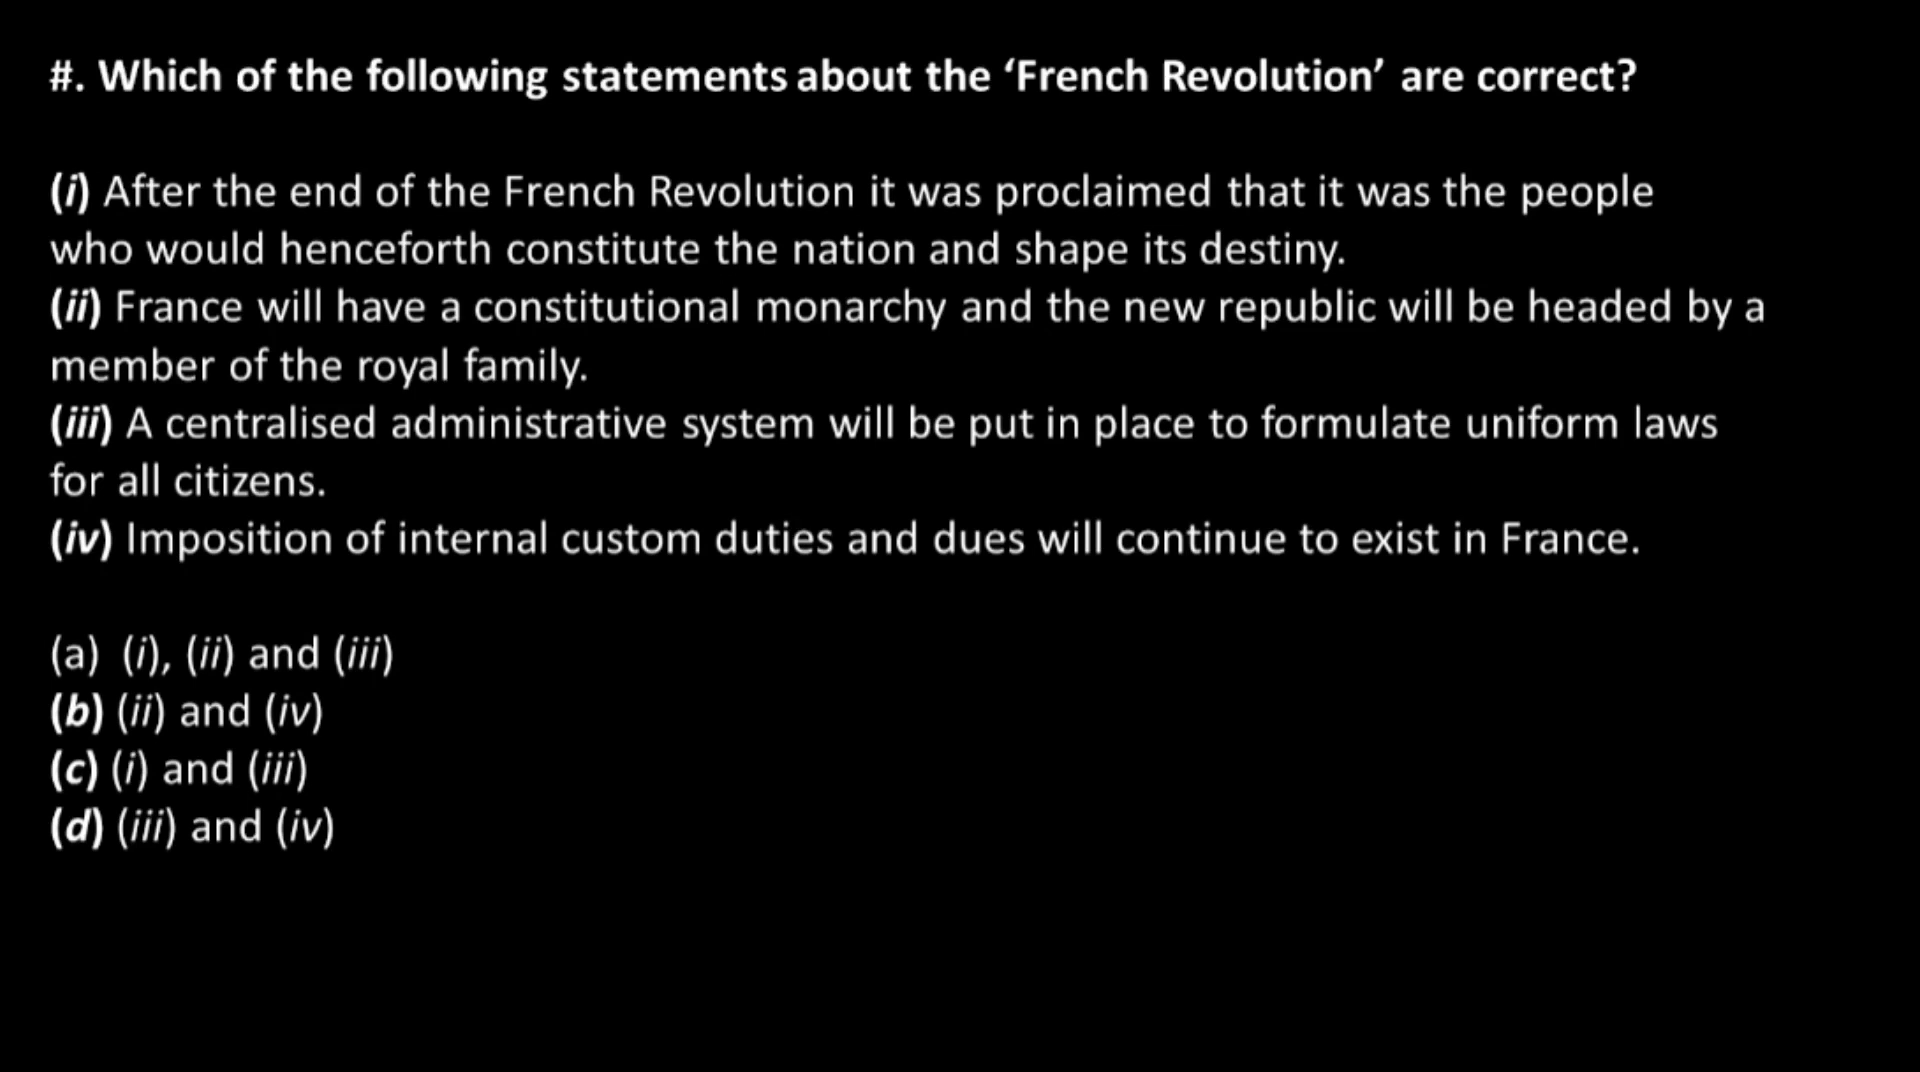 #. Which of the following statements about the ‘French Revolution’ are correct?
(i) After the end of the French Revolution it was proclaimed that it was the people
who would henceforth constitute the nation and shape its destiny.
(ii) France will have a constitutional monarchy and the new republic will be headed by a
member of the royal family.
(iii) A centralised administrative system will be put in place to formulate uniform laws
for all citizens.
(iv) Imposition of internal custom duties and dues will continue to exist in France.
(a) (i), (ii) and (iii)
(b) (ii) and (iv)
(c) (i) and (iii)
(d) (iii) and (iv)